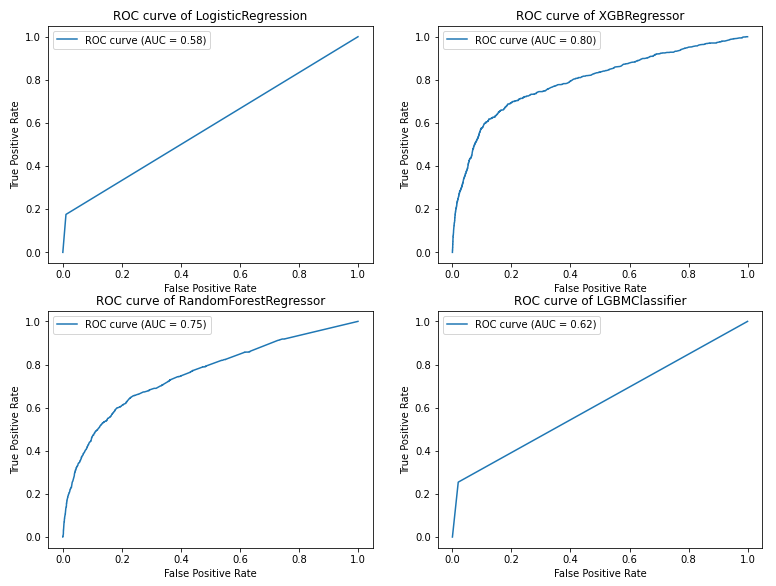 ROC curve of LogisticRegression
ROC curve (AUC = 0.58)
True Positive Rate
1.0
0.8
0.6
0.4
0.2
0.0
0.0 0.2 0.4 0.6 0.8 1.0
False Positive Rate
ROC curve of XGBRegressor
ROC curve (AUC = 0.80)
True Positive Rate
1.0
0.8
0.6
0.4
0.2
0.0
0.0 0.2 0.4 0.6 0.8 1.0
False Positive Rate
ROC curve of RandomForestRegressor
ROC curve (AUC = 0.75)
True Positive Rate
1.0
0.8
0.6
0.4
0.2
0.0
0.0 0.2 0.4 0.6 0.8 1.0
False Positive Rate
ROC curve of LGBMClassifier
ROC curve (AUC = 0.62)
True Positive Rate
1.0
0.8
0.6
0.4
0.2
0.0
0.0 0.2 0.4 0.6 0.8 1.0
False Positive Rate